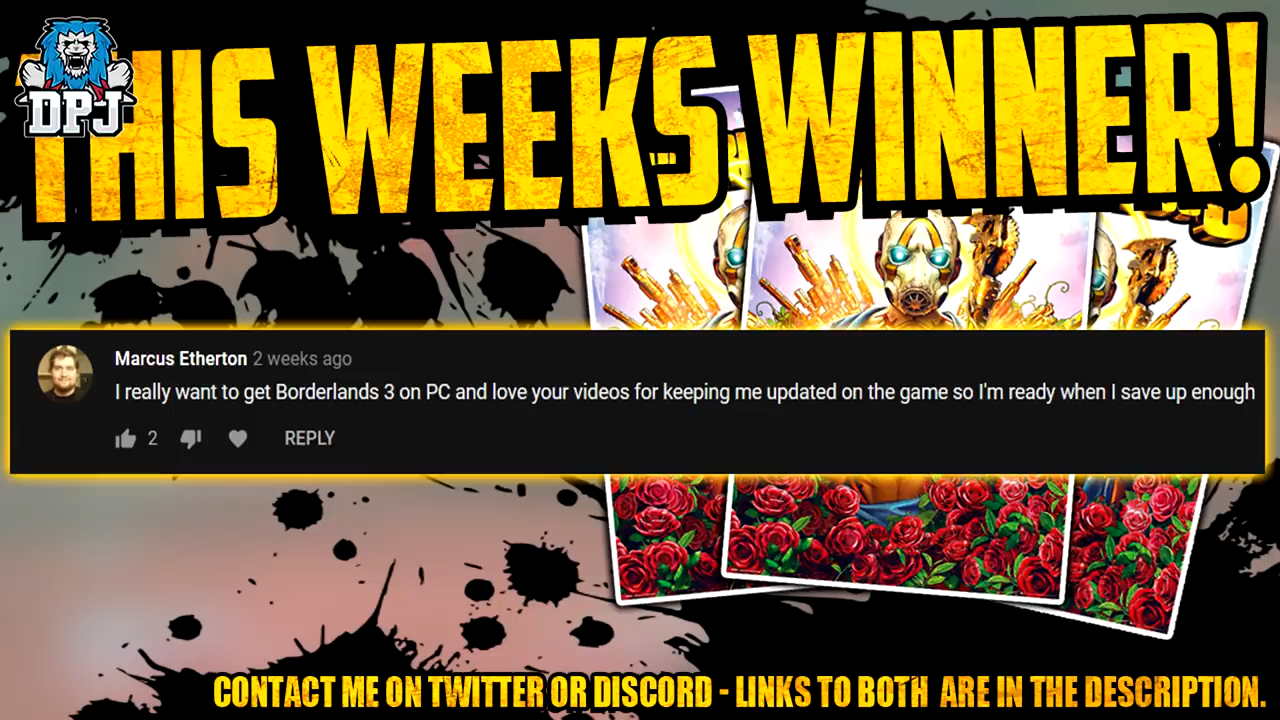 THIS WEEKS WINNER!
DPJ
Marcus Etherton 2 weeks ago
I really want to get Borderlands 3 on PC and love your videos for keeping me updated on the game so I'm ready when I save up enough
2 REPLY
CONTACT ME ON TWITTER OR DISCORD - LINKS TO BOTH ARE IN THE DESCRIPTION.